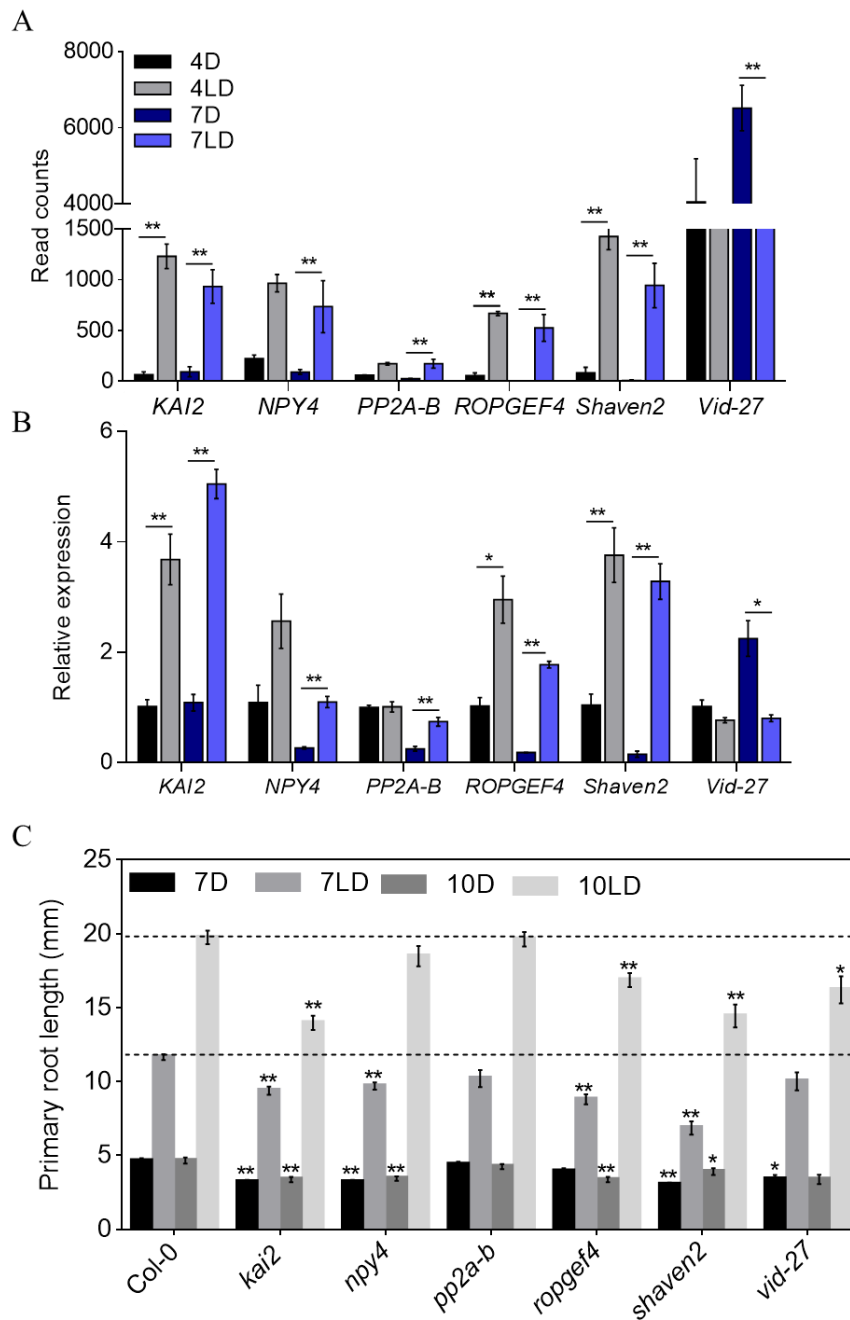 A
Read counts
8000
6000
4000
1500
1000
500
0
4D
4LD
7D
7LD
** ** ** ** ** ** ** ** **
KAI2 NPY4 PP2A-B ROPGEF4 Shaven2 Vid-27
B
Relative expression
6
4
2
0
** ** ** ** * ** ** ** *
KAI2 NPY4 PP2A-B ROPGEF4 Shaven2 Vid-27
C
Primary root length (mm)
25
20
15
10
5
0
7D 7LD 10D 10LD
** ** ** **
** ** **
** ** **
** ** ** *
* *
Col-0 kai2 npy4 pp2a-b ropgef4 shaven2 vid-27